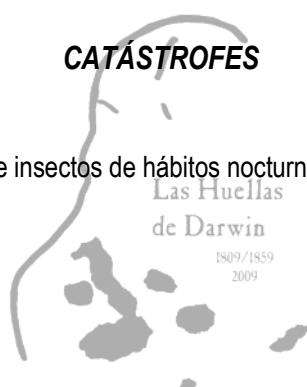 CATÁSTROFES
e insectos de hábitos nocturn
Las Huellas
de Darwin
1809/1859
2009